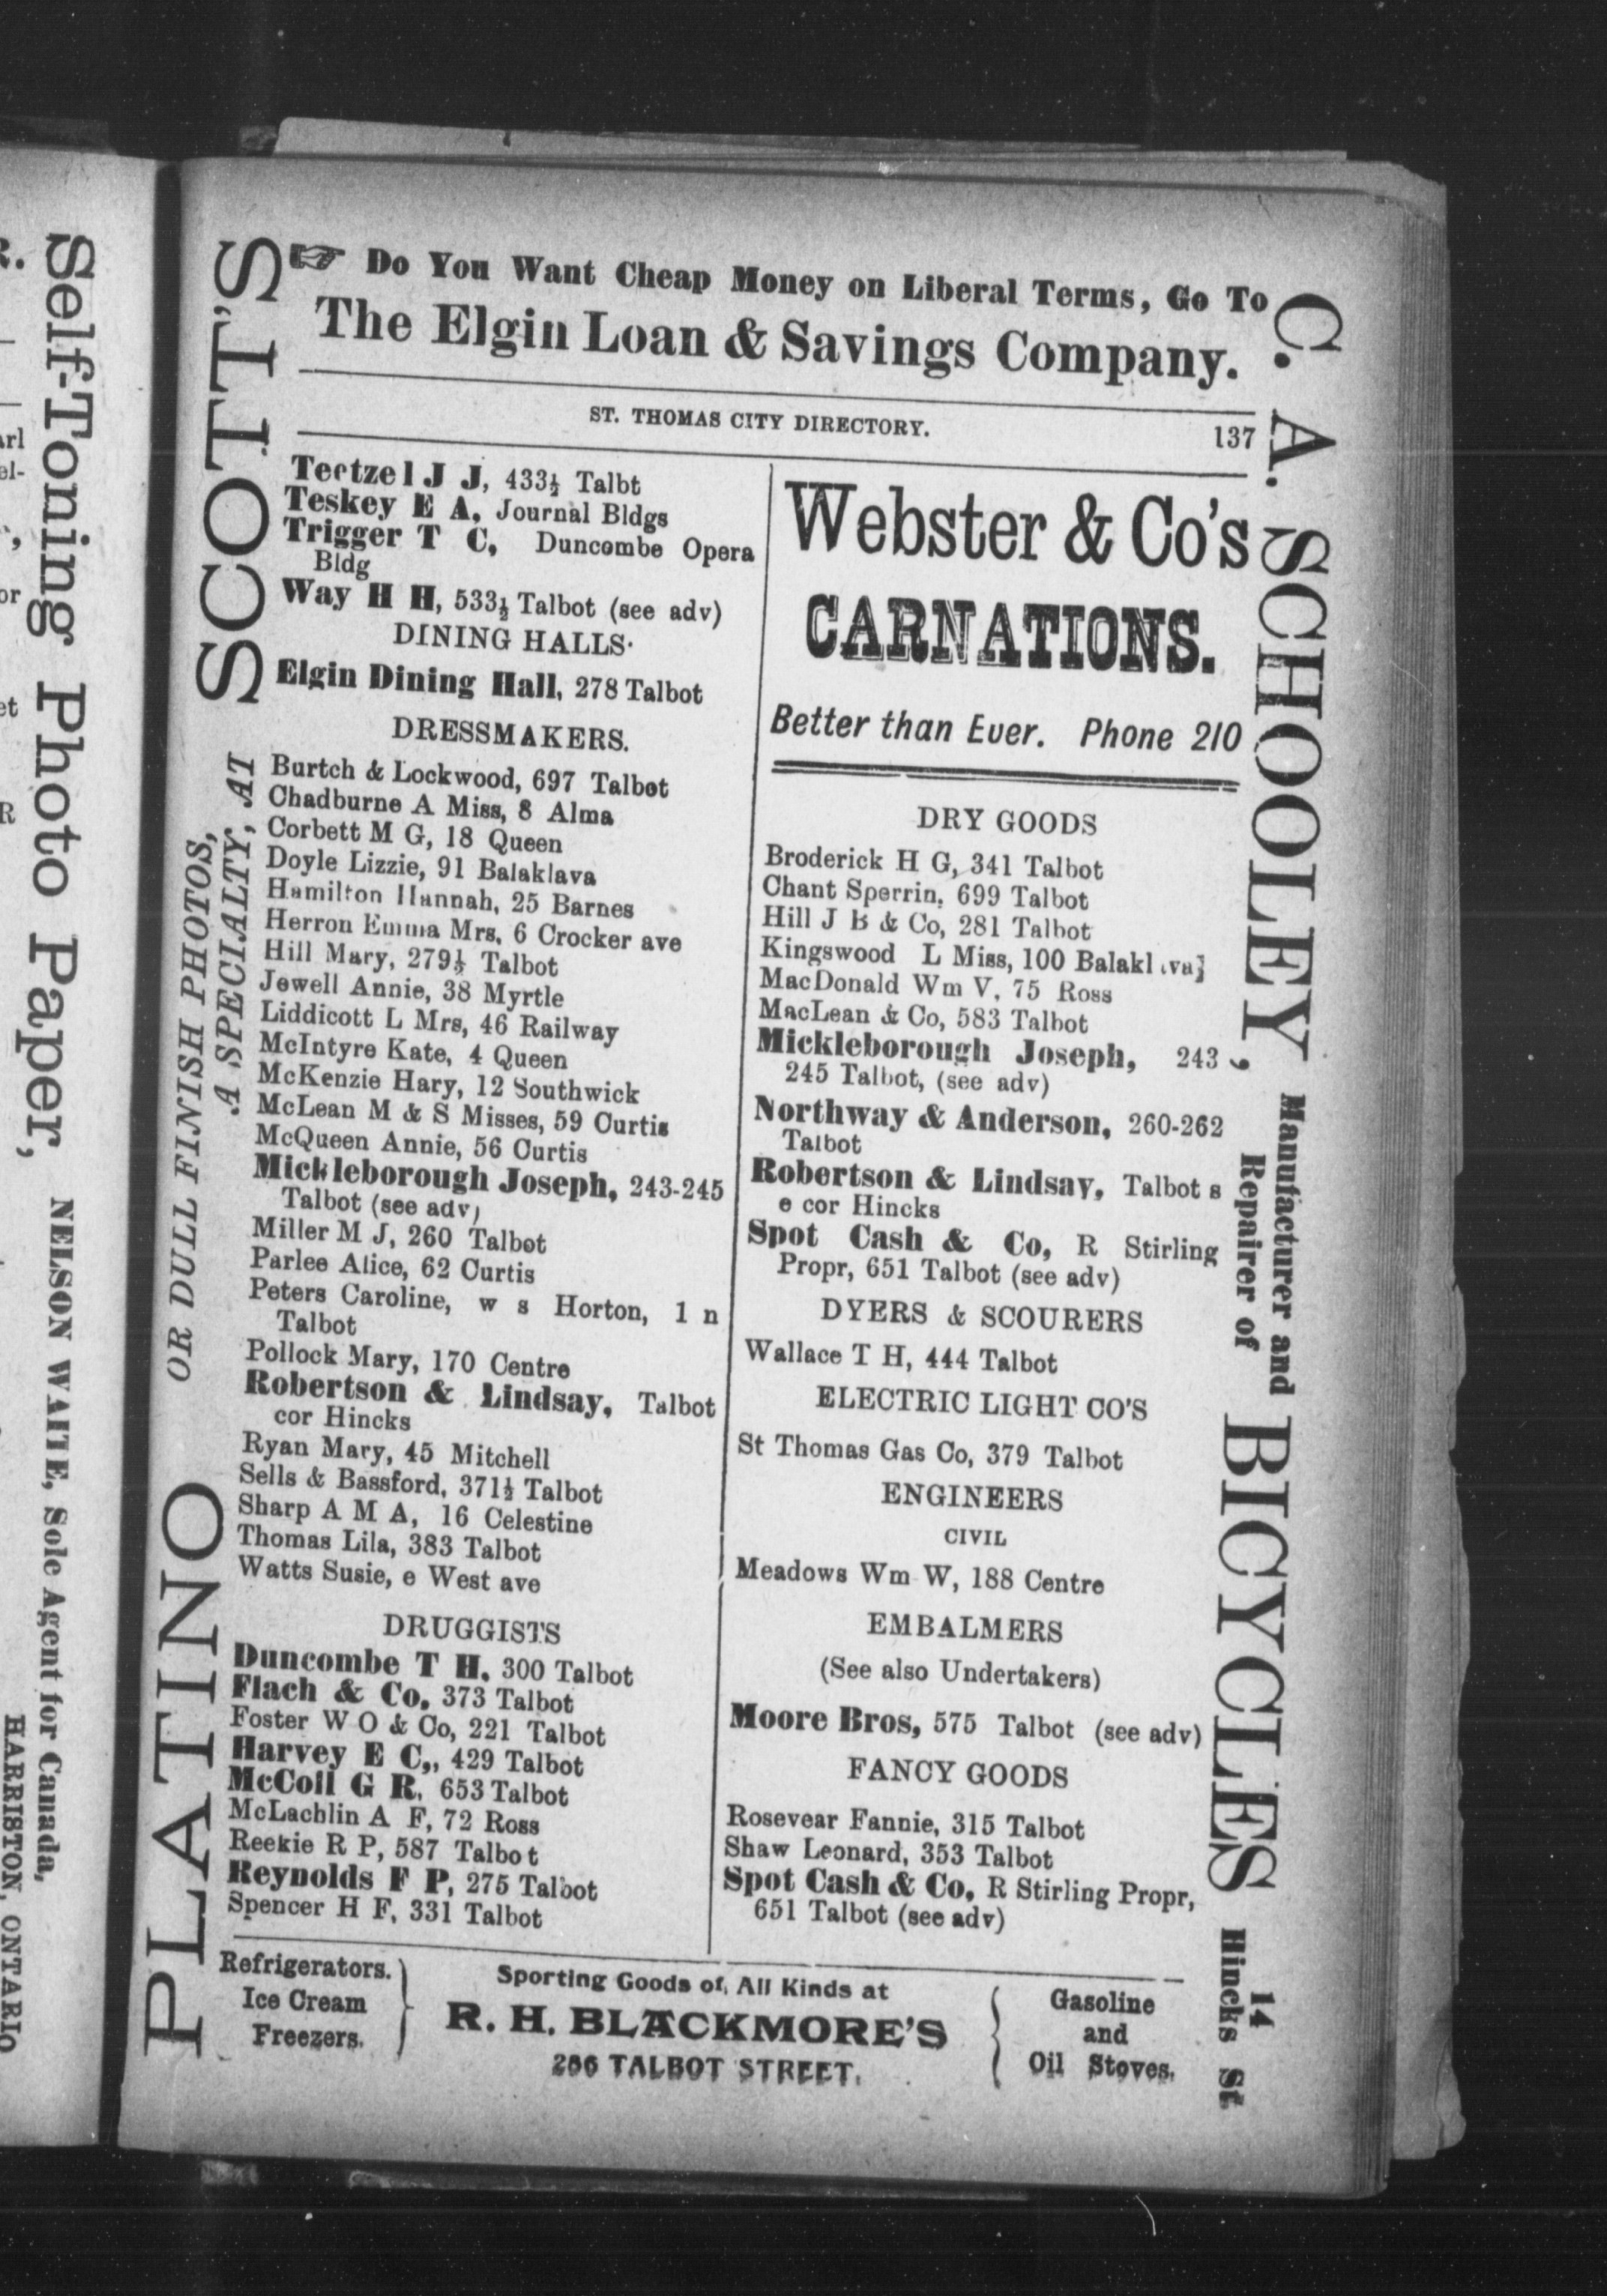 Self-Toning Photo Paper,
NELSON WAITE, Sole Agent for Canada,
HARRISTON, ONTARIO
☞ Do You Want Cheap Money on Liberal Terms, Go To
The Elgin Loan & Savings Company.
ST. THOMAS CITY DIRECTORY.
137
SCOTT'S
OR DULL FINISH PHOTOS,
A SPECIALTY, AT
PLATINO
Teetzel J J, 433½ Talbt
Teskey E A, Journal Bldgs
Trigger T C, Duncombe Opera
Bldg
Way H H, 533½ Talbot (see adv)
DINING HALLS
Elgin Dining Hall, 278 Talbot
DRESSMAKERS.
Burtch & Lockwood, 697 Talbot
Chadburne A Miss, 8 Alma
Corbett M G, 18 Queen
Doyle Lizzie, 91 Balaklava
Hamilton Hannah, 25 Barnes
Herron Emma Mrs, 6 Crocker ave
Hill Mary, 279½ Talbot
Jewell Annie, 38 Myrtle
Liddicott L Mrs, 46 Railway
McIntyre Kate, 4 Queen
McKenzie Hary, 12 Southwick
McLean M & S Misses, 59 Curtis
McQueen Annie, 56 Curtis
Mickleborough Joseph, 243-245
Talbot (see adv)
Miller M J, 260 Talbot
Parlee Alice, 62 Curtis
Peters Caroline, w s Horton, 1 n
Talbot
Pollock Mary, 170 Centre
Robertson & Lindsay, Talbot
cor Hincks
Ryan Mary, 45 Mitchell
Sells & Bassford, 371½ Talbot
Sharp A M A, 16 Celestine
Thomas Lila, 383 Talbot
Watts Susie, e West ave
DRUGGISTS
Duncombe T H, 300 Talbot
Flach & Co, 373 Talbot
Foster W O & Co, 221 Talbot
Harvey E C,, 429 Talbot
McColl G R, 653 Talbot
McLachlin A F, 72 Ross
Reekie R P, 587 Talbot
Reynolds F P, 275 Talbot
Spencer H F, 331 Talbot
Webster & Co's
CARNATIONS.
Better than Ever. Phone 210
DRY GOODS
Broderick H G, 341 Talbot
Chant Sperrin, 699 Talbot
Hill J B & Co, 281 Talbot
Kingswood L Miss, 100 Balaklava
MacDonald Wm V, 75 Ross
MacLean & Co, 583 Talbot
Mickleborough Joseph, 243
245 Talbot, (see adv)
Northway & Anderson, 260-262
Talbot
Robertson & Lindsay, Talbot s
e cor Hincks
Spot Cash & Co, R Stirling
Propr, 651 Talbot (see adv)
DYERS & SCOURERS
Wallace T H, 444 Talbot
ELECTRIC LIGHT CO'S
St Thomas Gas Co, 379 Talbot
ENGINEERS
CIVIL
Meadows Wm W, 188 Centre
EMBALMERS
(See also Undertakers)
Moore Bros, 575 Talbot (see adv)
FANCY GOODS
Rosevear Fannie, 315 Talbot
Shaw Leonard, 353 Talbot
Spot Cash & Co, R Stirling Propr,
651 Talbot (see adv)
C. A. SCHOOLEY,
Manufacturer and
Repairer of
BICYCLES
14
Hincks St.
Refrigerators.
Ice Cream
Freezers.
Sporting Goods of All Kinds at
R. H. BLACKMORE'S
266 TALBOT STREET.
Gasoline
and
Oil Stoves.